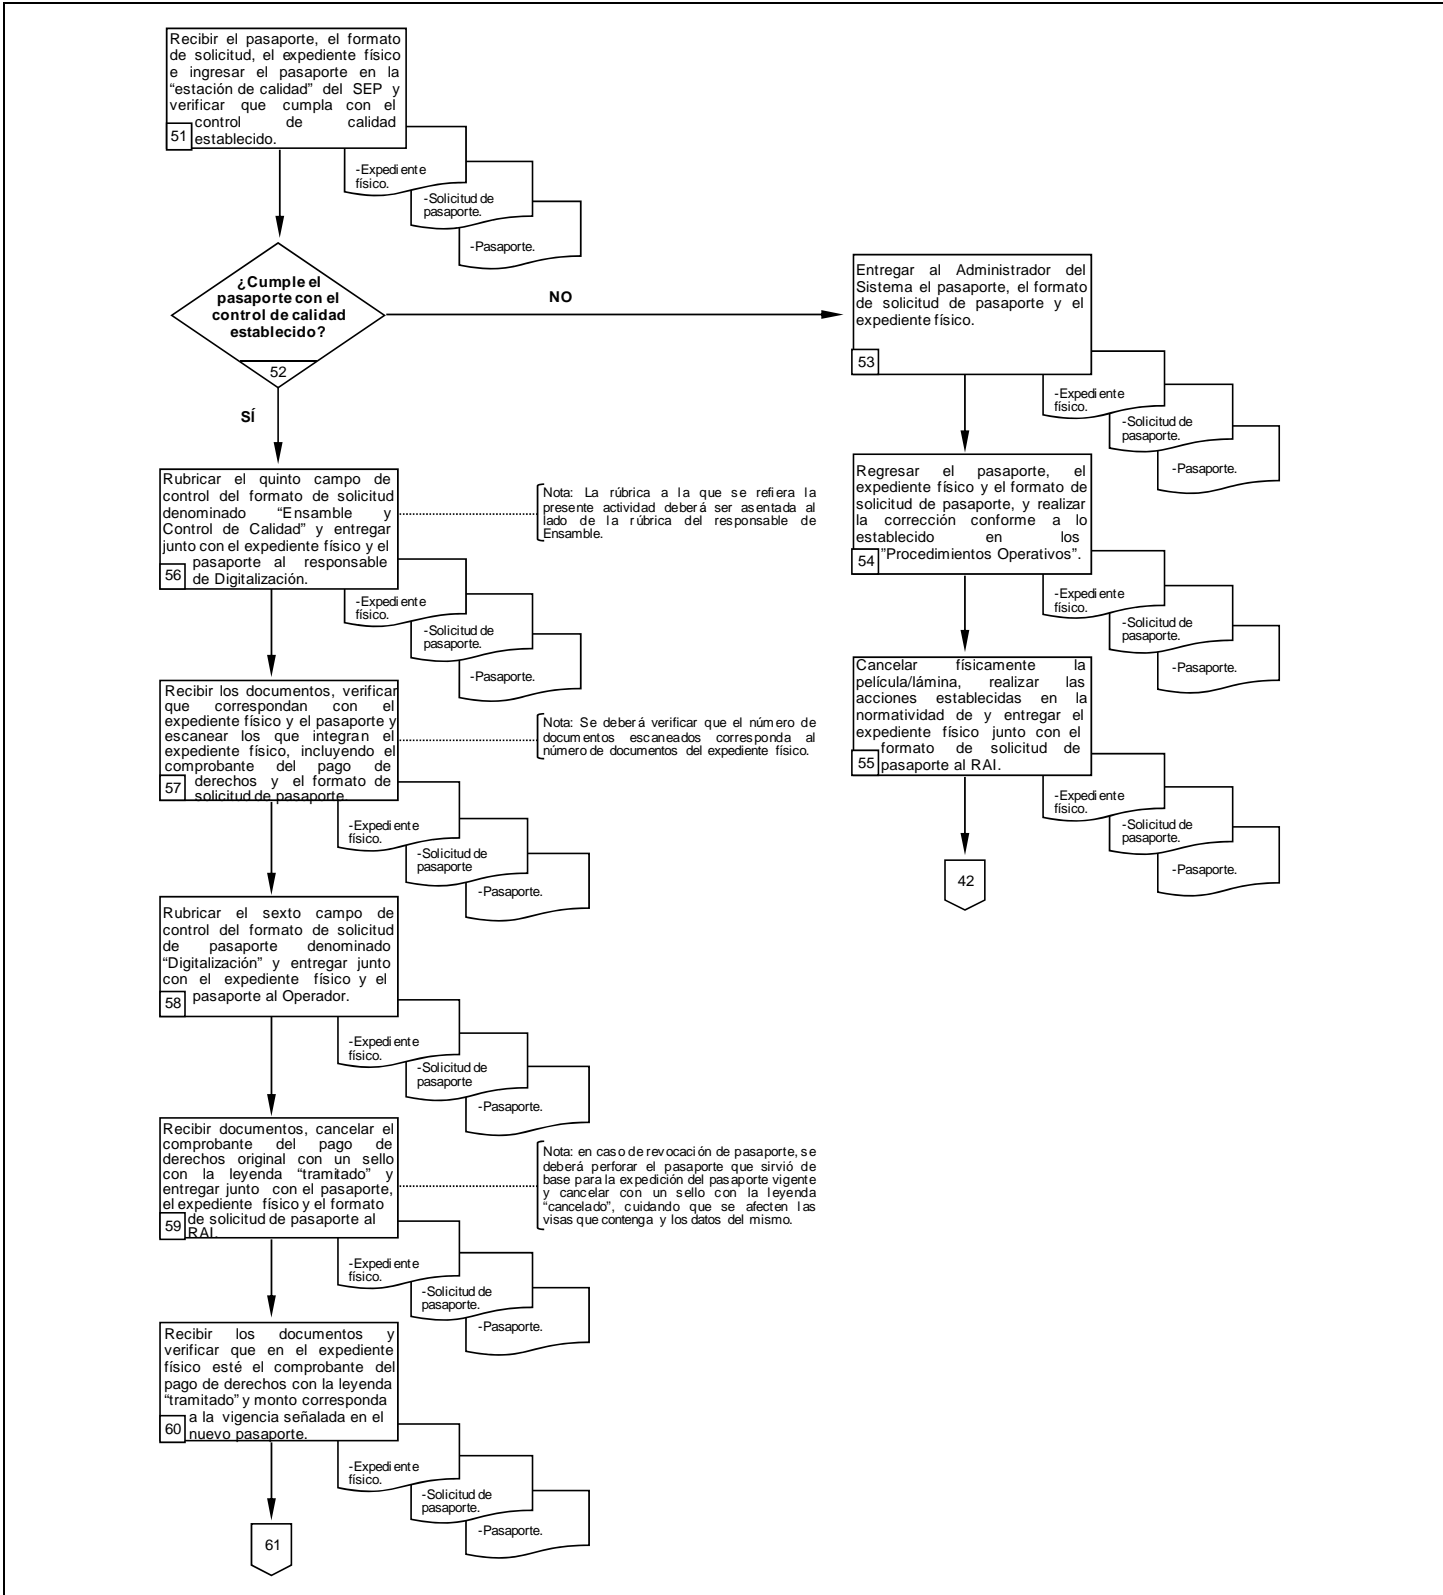 Recibir el pasaporte, el formato
de solicitud, el expediente físico
e ingresar el pasaporte en la
“estación de calidad” del SEP y
verificar que cumpla con el
control de calidad
establecido.
51
-Expediente
físico.
-Solicitud de
pasaporte.
-Pasaporte.
¿Cumple el
pasaporte con el
control de calidad
establecido?
52
NO
SÍ
Entregar al Administrador del
Sistema el pasaporte, el formato
de solicitud de pasaporte y el
expediente físico.
53
-Expediente
físico.
-Solicitud de
pasaporte.
-Pasaporte.
Regresar el pasaporte, el
expediente físico y el formato de
solicitud de pasaporte, y realizar
la corrección conforme a lo
establecido en los
”Procedimientos Operativos”.
54
-Expediente
físico.
-Solicitud de
pasaporte.
-Pasaporte.
Cancelar físicamente la
película/lámina, realizar las
acciones establecidas en la
normatividad de y entregar el
expediente físico junto con el
formato de solicitud de
pasaporte al RAI.
55
-Expediente
físico.
-Solicitud de
pasaporte.
-Pasaporte.
42
Rubricar el quinto campo de
control del formato de solicitud
denominado “Ensamble y
Control de Calidad” y entregar
junto con el expediente físico y el
pasaporte al responsable
de Digitalización.
56
Nota: La rúbrica a la que se refiera la
presente actividad deberá ser asentada al
lado de la rúbrica del responsable de
Ensamble.
-Expediente
físico.
-Solicitud de
pasaporte.
-Pasaporte.
Recibir los documentos, verificar
que correspondan con el
expediente físico y el pasaporte y
escanear los que integran el
expediente físico, incluyendo el
comprobante del pago de
derechos y el formato de
solicitud de pasaporte.
57
Nota: Se deberá verificar que el número de
documentos escaneados corresponda al
número de documentos del expediente físico.
-Expediente
físico.
-Solicitud de
pasaporte
-Pasaporte.
Rubricar el sexto campo de
control del formato de solicitud
de pasaporte denominado
“Digitalización” y entregar junto
con el expediente físico y el
pasaporte al Operador.
58
-Expediente
físico.
-Solicitud de
pasaporte
-Pasaporte.
Recibir documentos, cancelar el
comprobante del pago de
derechos original con un sello
con la leyenda “tramitado” y
entregar junto con el pasaporte,
el expediente físico y el formato
de solicitud de pasaporte al
RAI.
59
Nota: en caso de revocación de pasaporte, se
deberá perforar el pasaporte que sirvió de
base para la expedición del pasaporte vigente
y cancelar con un sello con la leyenda
“cancelado”, cuidando que se afecten las
visas que contenga y los datos del mismo.
-Expediente
físico.
-Solicitud de
pasaporte.
-Pasaporte.
Recibir los documentos y
verificar que en el expediente
físico esté el comprobante del
pago de derechos con la leyenda
“tramitado” y monto corresponda
a la vigencia señalada en el
nuevo pasaporte.
60
-Expediente
físico.
-Solicitud de
pasaporte.
-Pasaporte.
61